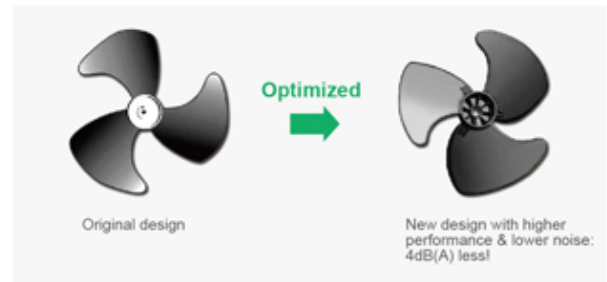 Optimized
Original design
New design with higher
performance & lower noise:
4dB(A) less!